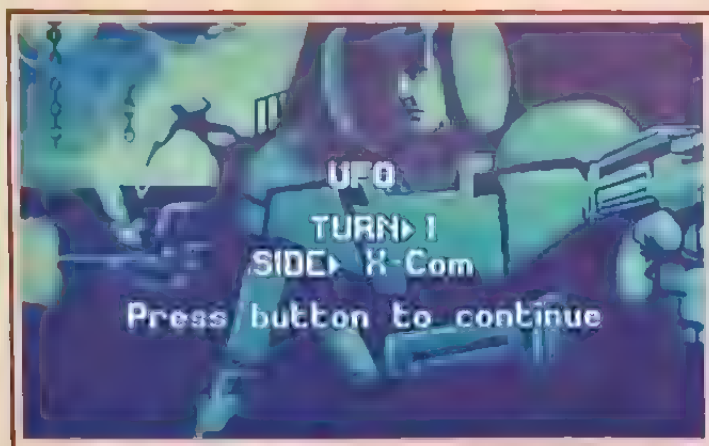 UFO
TURN▸ 1
SIDE▸ X-Com
Press button to continue